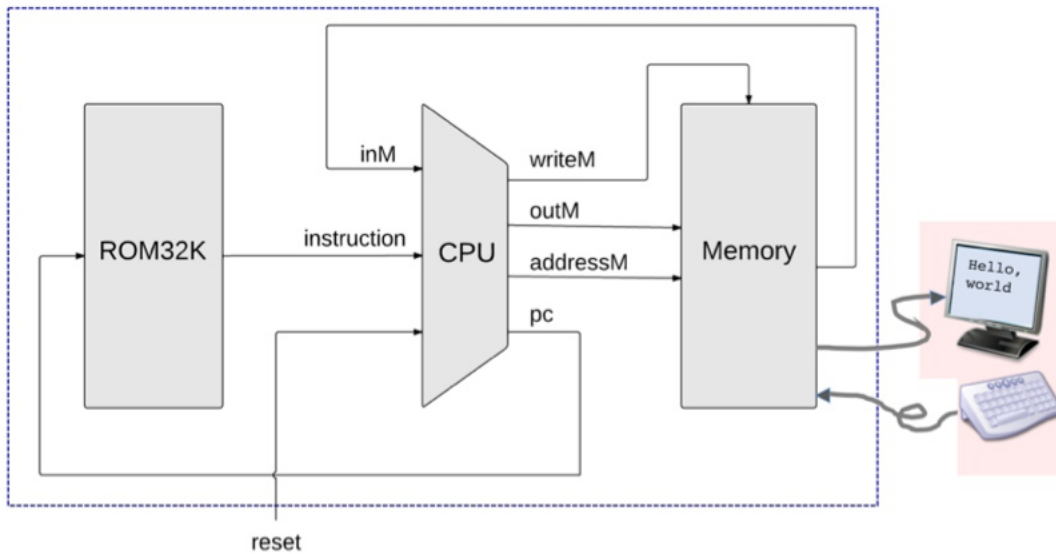 inM
writeM
outM
instruction
ROM32K
CPU
addressM
Memory
pc
Hello,
world
reset